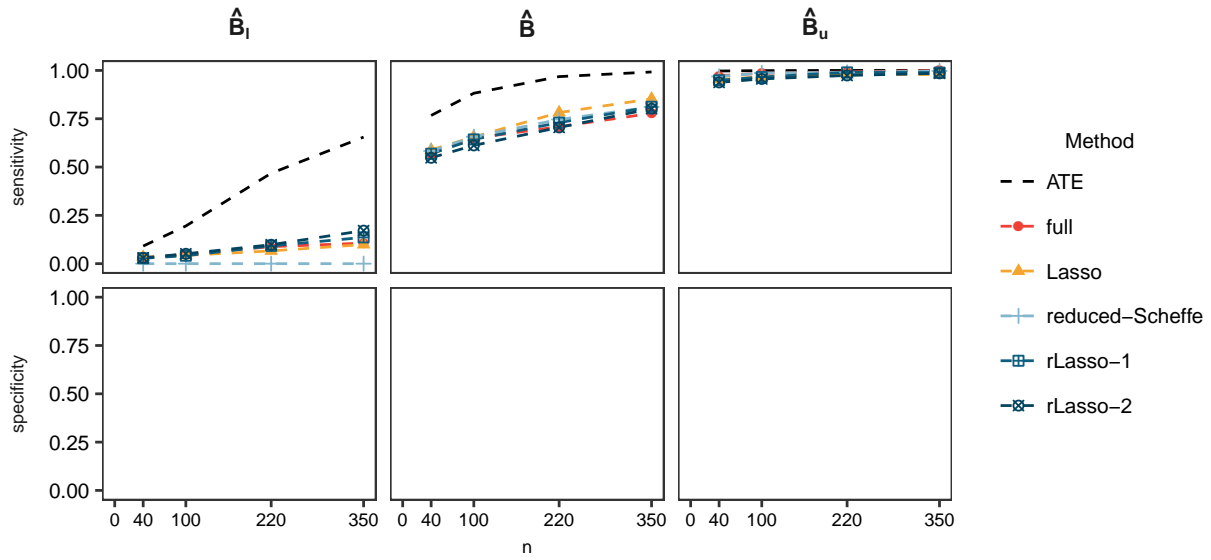 B̂ₗ B̂ B̂ᵤ
1.00
0.75
0.50
0.25
0.00
sensitivity
1.00
0.75
0.50
0.25
0.00
specificity
0 40 100 220 350 0 40 100 220 350 0 40 100 220 350
n
Method
ATE
full
Lasso
reduced−Scheffe
rLasso−1
rLasso−2